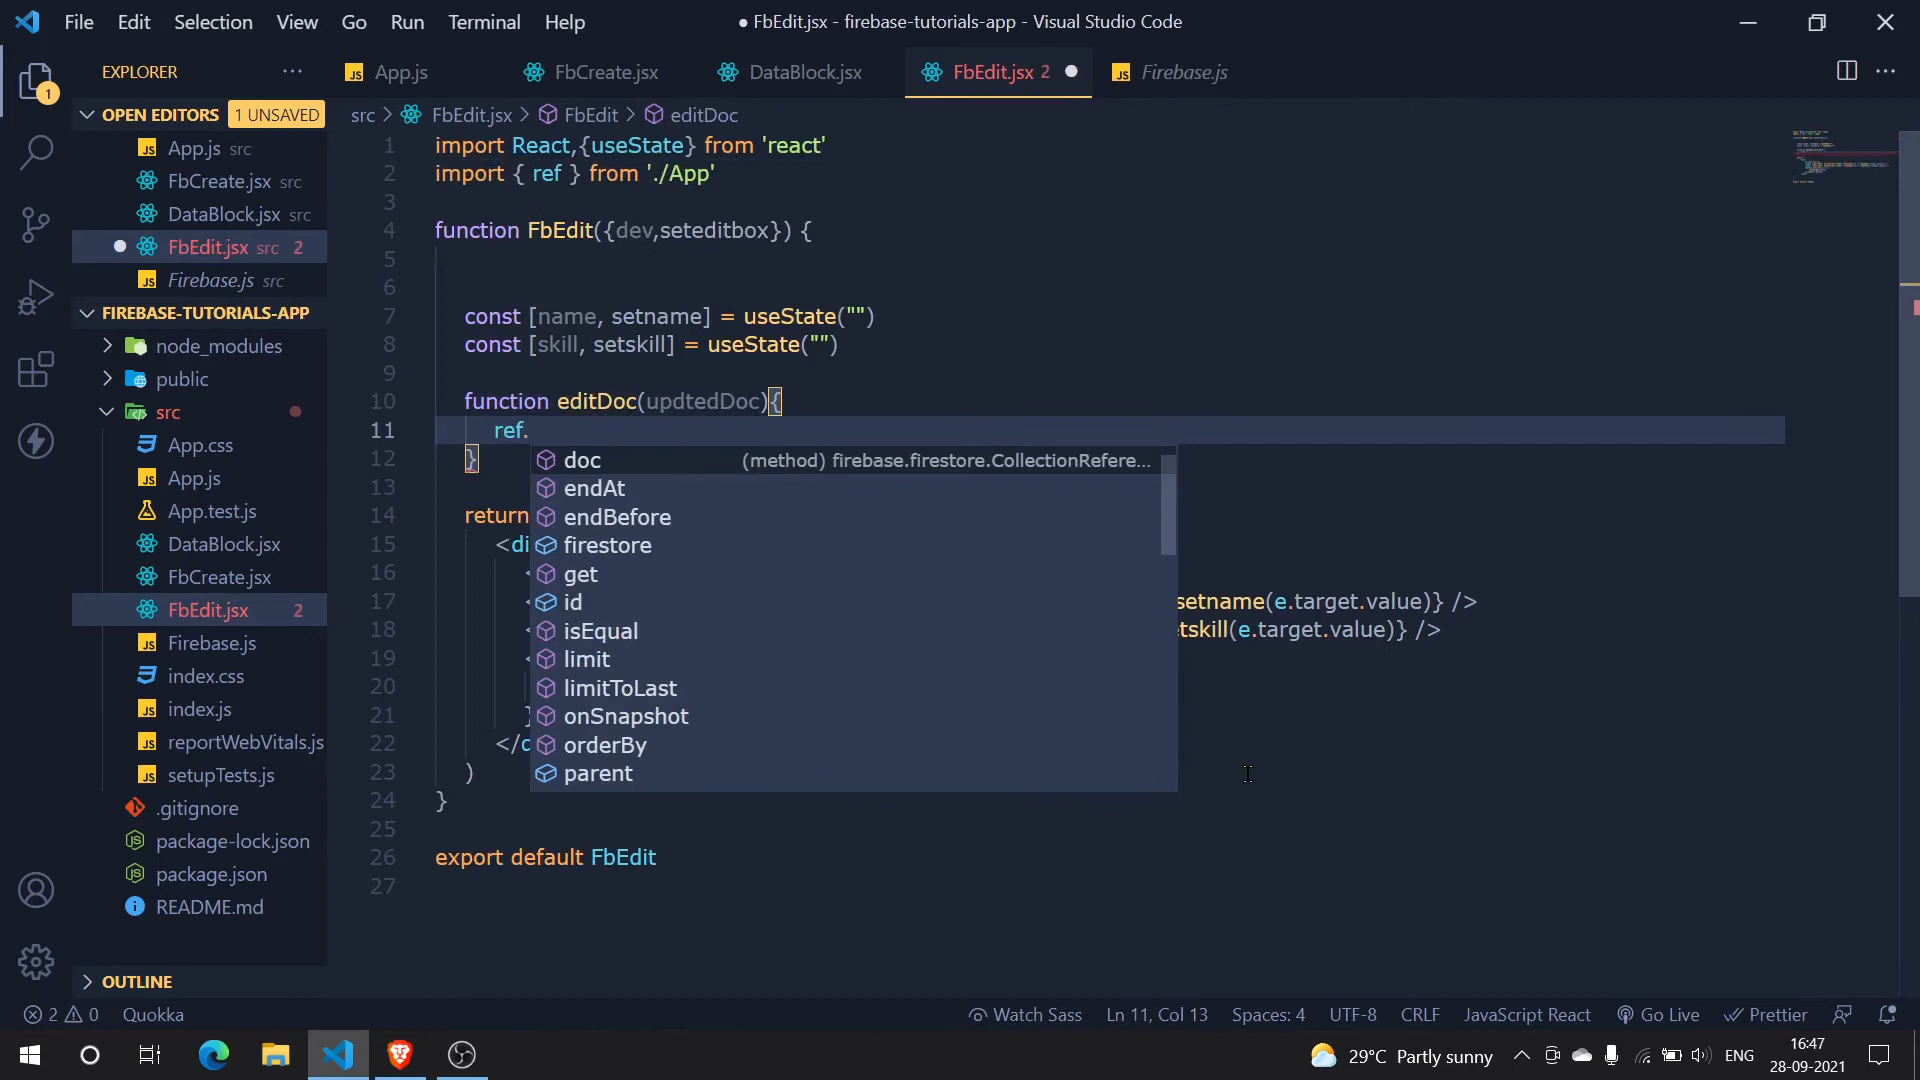 File Edit Selection View Go Run Terminal Help
● FbEdit.jsx - firebase-tutorials-app - Visual Studio Code
EXPLORER
App.js
FbCreate.jsx
DataBlock.jsx
FbEdit.jsx 2
Firebase.js
1
OPEN EDITORS 1 UNSAVED
App.js src
FbCreate.jsx src
DataBlock.jsx src
FbEdit.jsx src 2
Firebase.js src
FIREBASE-TUTORIALS-APP
node_modules
public
src
App.css
App.js
App.test.js
DataBlock.jsx
FbCreate.jsx
FbEdit.jsx 2
Firebase.js
index.css
index.js
reportWebVitals.js
setupTests.js
.gitignore
package-lock.json
package.json
README.md
OUTLINE
src > FbEdit.jsx > FbEdit > editDoc
1 import React,{useState} from 'react'
2 import { ref } from './App'
3
4 function FbEdit({dev,seteditbox}) {
5
6
7 const [name, setname] = useState("")
8 const [skill, setskill] = useState("")
9
10 function editDoc(updtedDoc){
11 ref.
12 }
13
14 return
15 <di
16 <
17 < setname(e.target.value)} />
18 < tskill(e.target.value)} />
19 <
20
21 }
22 </d
23 )
24 }
25
26 export default FbEdit
27
doc (method) firebase.firestore.CollectionRefere...
endAt
endBefore
firestore
get
id
isEqual
limit
limitToLast
onSnapshot
orderBy
parent
2 0 Quokka
Watch Sass Ln 11, Col 13 Spaces: 4 UTF-8 CRLF JavaScript React Go Live Prettier
29°C Partly sunny ENG
16:47
28-09-2021